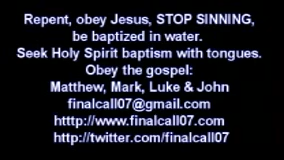 Repent, obey Jesus, STOP SINNING,
be baptized in water.
Seek Holy Spirit baptism with tongues.
Obey the gospel:
Matthew, Mark, Luke & John
finalcall07@gmail.com
htttp://www.finalcall07.com
http://twitter.com/finalcall07